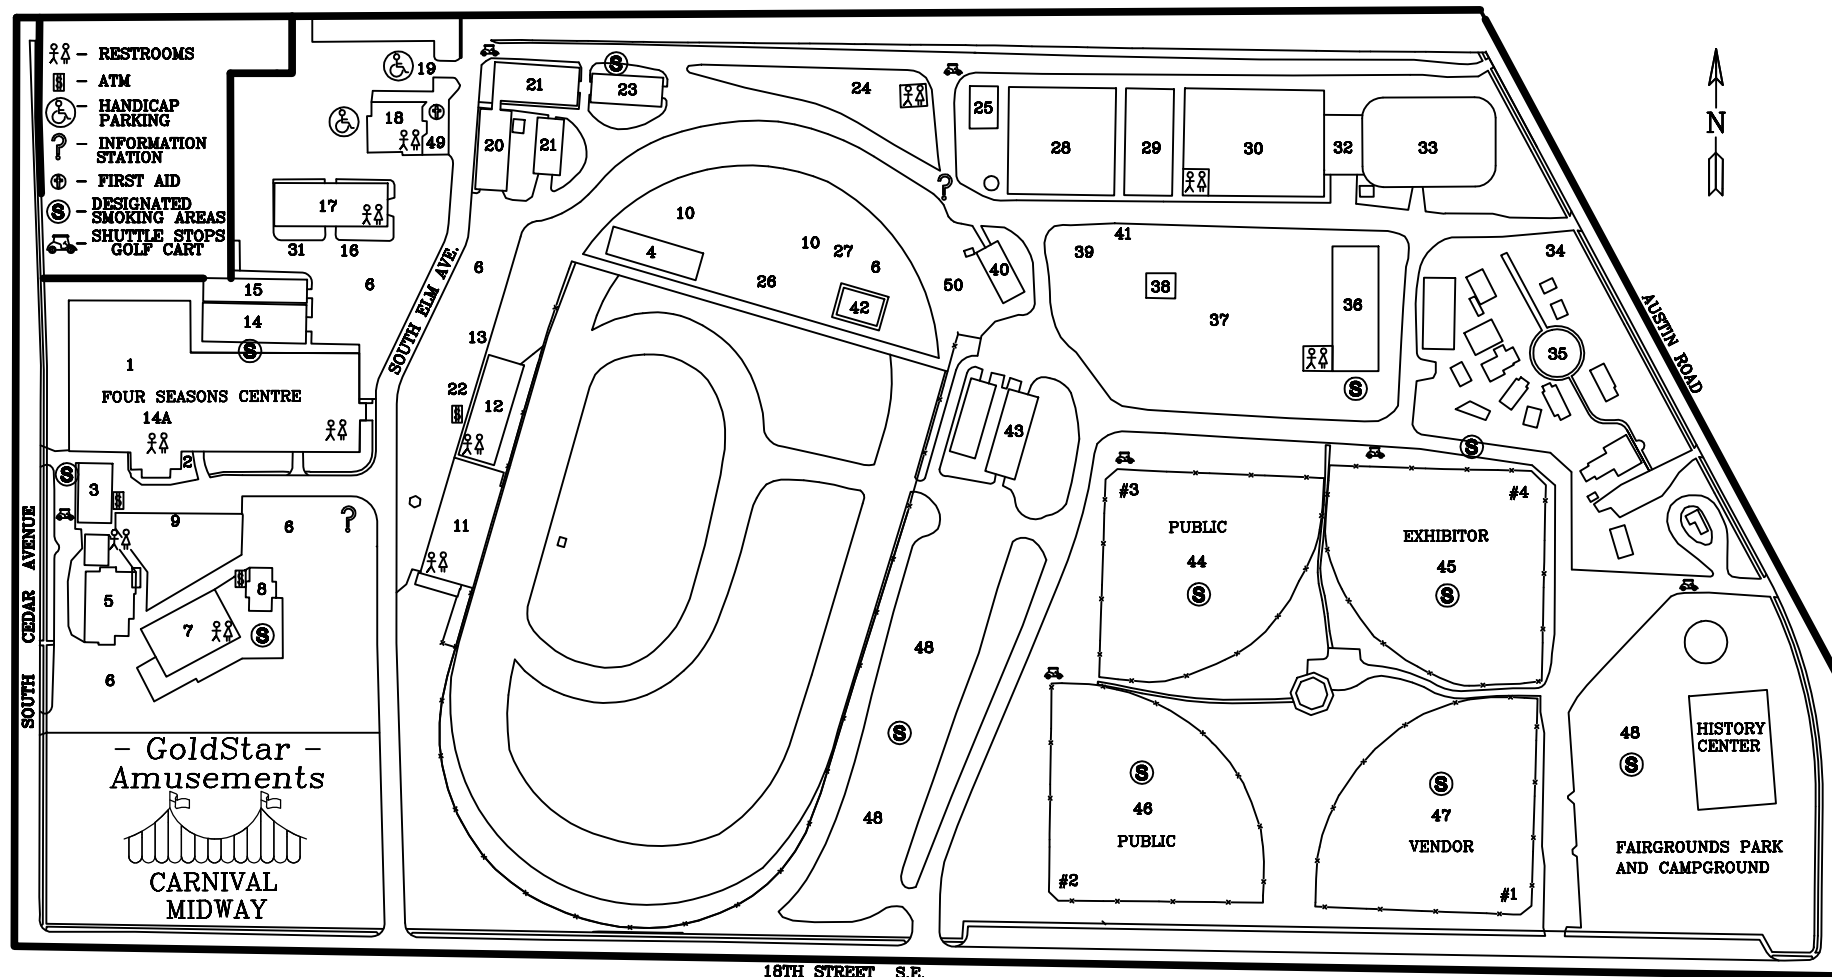 - RESTROOMS
$ - ATM
- HANDICAP
PARKING
? - INFORMATION
STATION
- FIRST AID
S - DESIGNATED
SMOKING AREAS
- SHUTTLE STOPS
GOLF CART
19
18
49
17
31
16
6
15
14
S
1
FOUR SEASONS CENTRE
14A
2
S
3
$
9
6
?
5
$
8
7
S
6
- GoldStar -
Amusements
CARNIVAL
MIDWAY
SOUTH CEDAR AVENUE
SOUTH ELM AVE.
21
S
23
20
21
24
?
6
13
22
$
12
11
10
4
10
27
6
26
42
50
40
43
48
S
48
25
28
29
30
32
33
N
39
41
38
37
36
S
34
35
AUSTIN ROAD
S
#3
PUBLIC
44
S
#4
EXHIBITOR
45
S
S
46
PUBLIC
#2
S
47
VENDOR
#1
48
S
HISTORY
CENTER
FAIRGROUNDS PARK
AND CAMPGROUND
18TH STREET S.E.